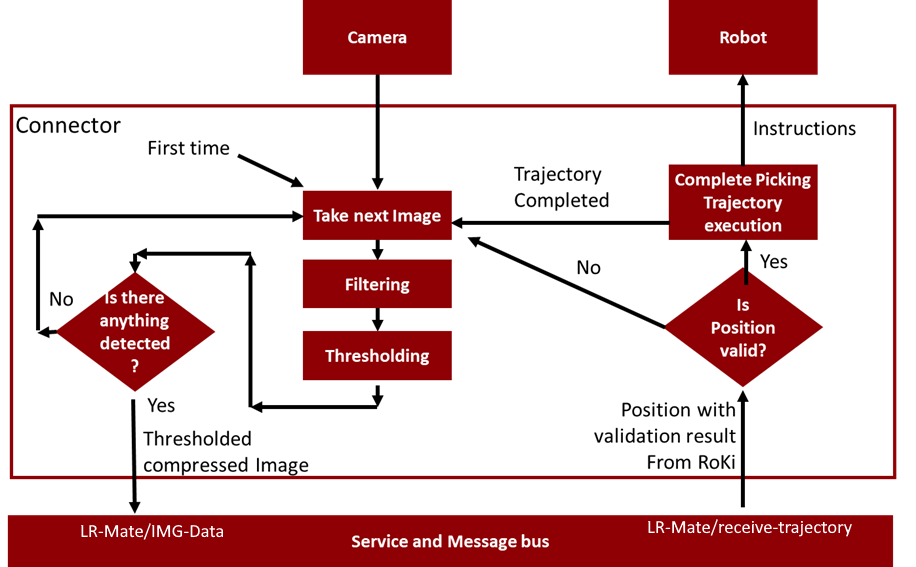 Camera
Robot
Connector
Instructions
First time
Trajectory
Completed
Complete Picking
Trajectory
execution
Take next Image
No
Yes
Filtering
No
Is there
anything
detected
?
Is
Position
valid?
Thresholding
Yes
Thresholded
compressed Image
Position with
validation result
From RoKi
LR-Mate/IMG-Data
LR-Mate/receive-trajectory
Service and Message bus